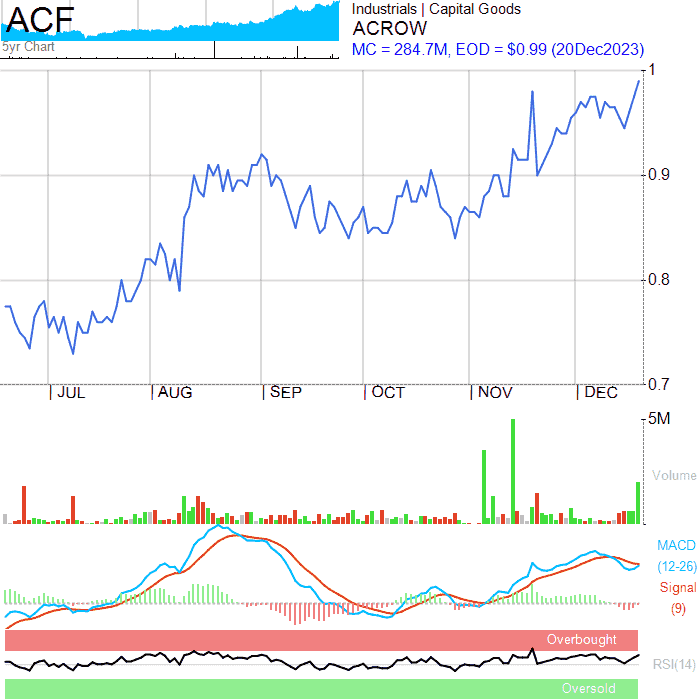 ACF
5yr Chart
Industrials | Capital Goods
ACROW
MC = 284.7M, EOD = $0.99 (20Dec2023)
1
0.9
0.8
0.7
JUL AUG SEP OCT NOV DEC
5M
Volume
MACD
(12-26)
Signal
(9)
Overbought
RSI(14)
Oversold